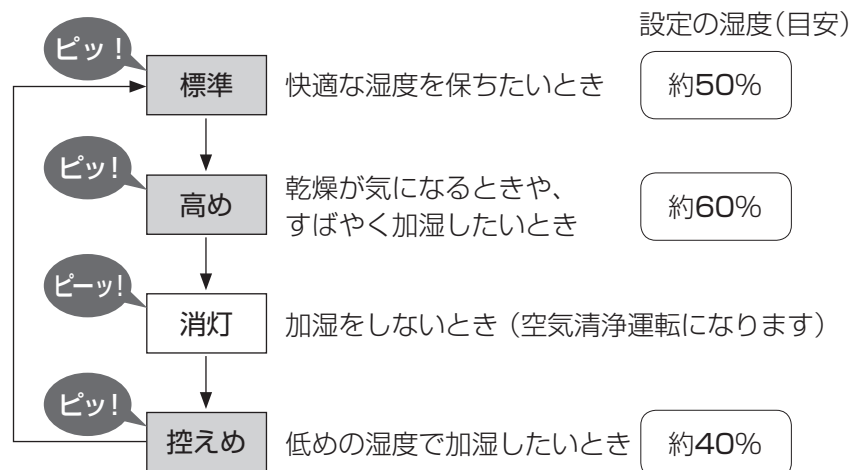 設定の湿度（目安）
ピッ！
標準 快適な湿度を保ちたいとき 約50％
ピッ！
高め 乾燥が気になるときや、
すばやく加湿したいとき 約60％
ピーッ！
消灯 加湿をしないとき（空気清浄運転になります）
ピッ！
控えめ 低めの湿度で加湿したいとき 約40％